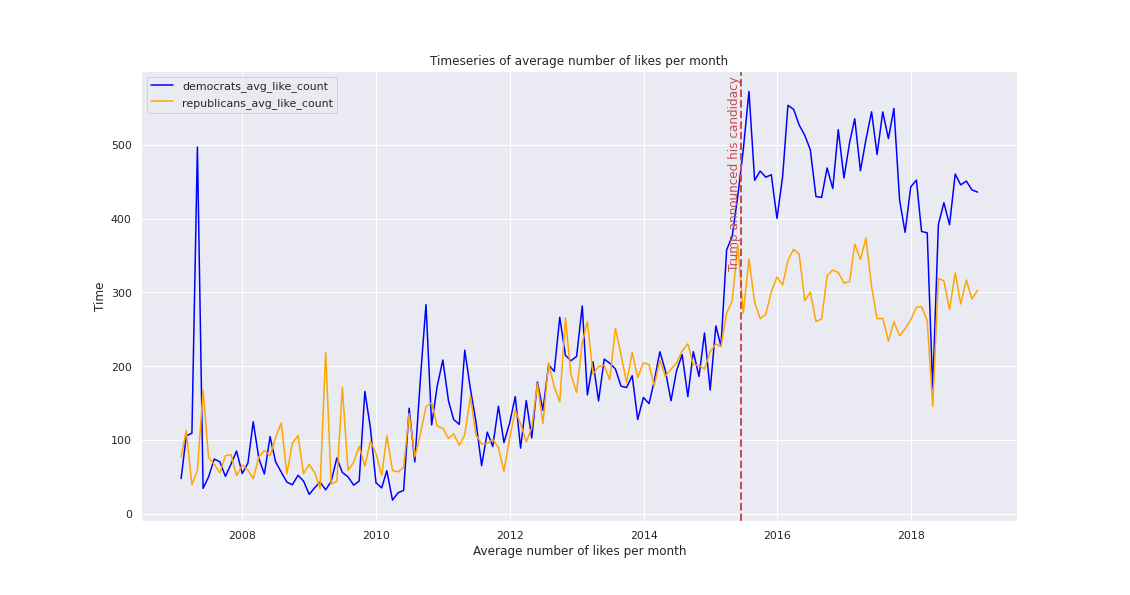 Timeseries of average number of likes per month
democrats_avg_like_count
republicans_avg_like_count
Trump announced his candidacy
Time
500
400
300
200
100
0
2008 2010 2012 2014 2016 2018
Average number of likes per month